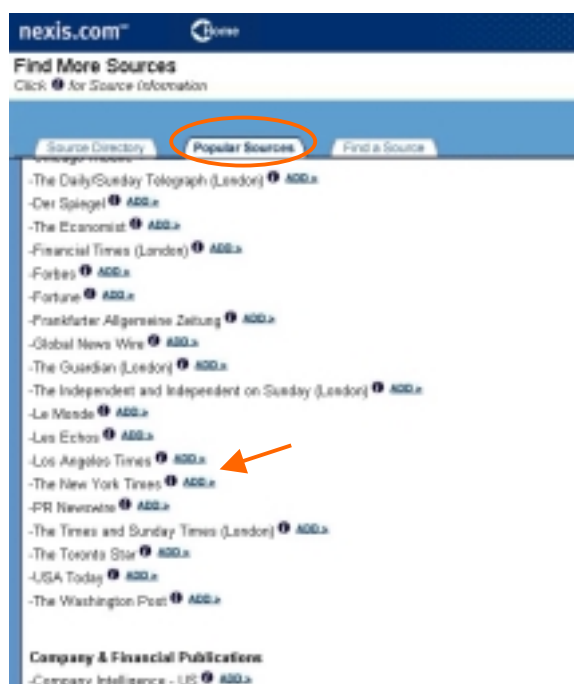 nexis.com™ Home
Find More Sources
Click for Source Information
Source Directory Popular Sources Find a Source
Chicago Tribune
-The Daily/Sunday Telegraph (London) ADD »
-Der Spiegel ADD »
-The Economist ADD »
-Financial Times (London) ADD »
-Forbes ADD »
-Fortune ADD »
-Frankfurter Allgemeine Zeitung ADD »
-Global News Wire ADD »
-The Guardian (London) ADD »
-The Independent and Independent on Sunday (London) ADD »
-Le Monde ADD »
-Les Echos ADD »
-Los Angeles Times ADD »
-The New York Times ADD »
-PR Newswire ADD »
-The Times and Sunday Times (London) ADD »
-The Toronto Star ADD »
-USA Today ADD »
-The Washington Post ADD »
Company & Financial Publications
-Company Intelligence - US ADD »